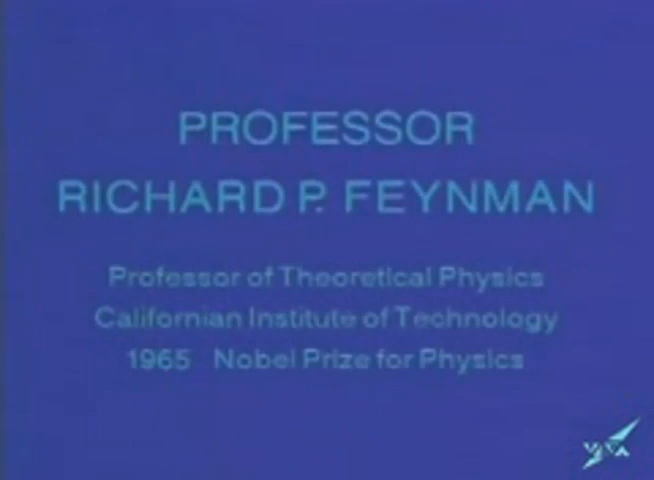 PROFESSOR
RICHARD P. FEYNMAN
Professor of Theoretical Physics
Californian Institute of Technology
1965 Nobel Prize for Physics